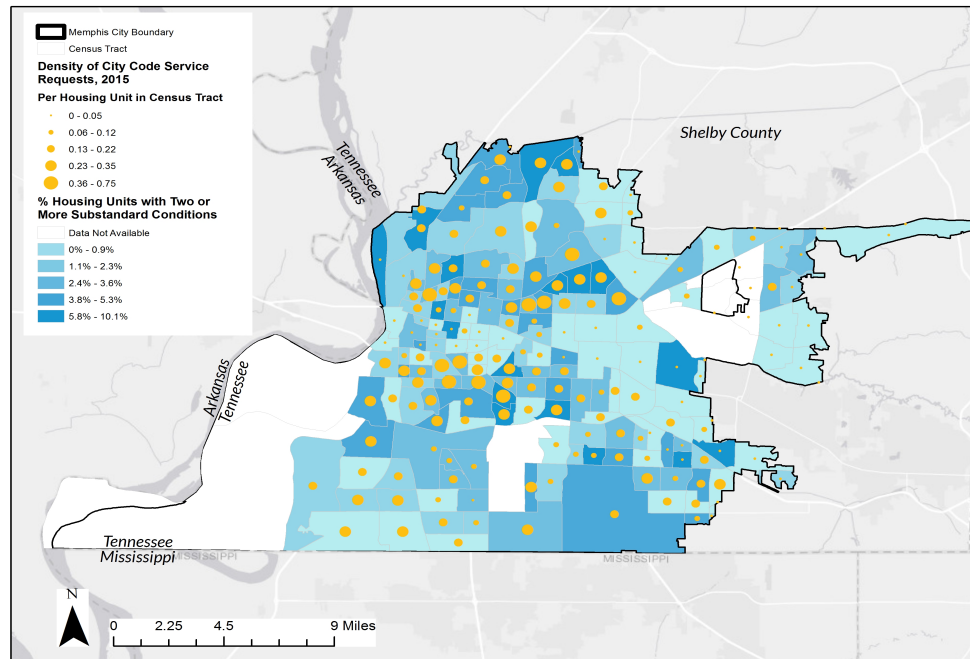 Memphis City Boundary
Census Tract
Density of City Code Service
Requests, 2015
Per Housing Unit in Census Tract
0 - 0.05
0.06 - 0.12
0.13 - 0.22
0.23 - 0.35
0.36 - 0.75
% Housing Units with Two or
More Substandard Conditions
Data Not Available
0% - 0.9%
1.1% - 2.3%
2.4% - 3.6%
3.8% - 5.3%
5.8% - 10.1%
Shelby County
Tennessee
Arkansas
Arkansas
Tennessee
Tennessee
Mississippi
MISSISSIPPI
MISSISSIPPI
N
0 2.25 4.5 9 Miles